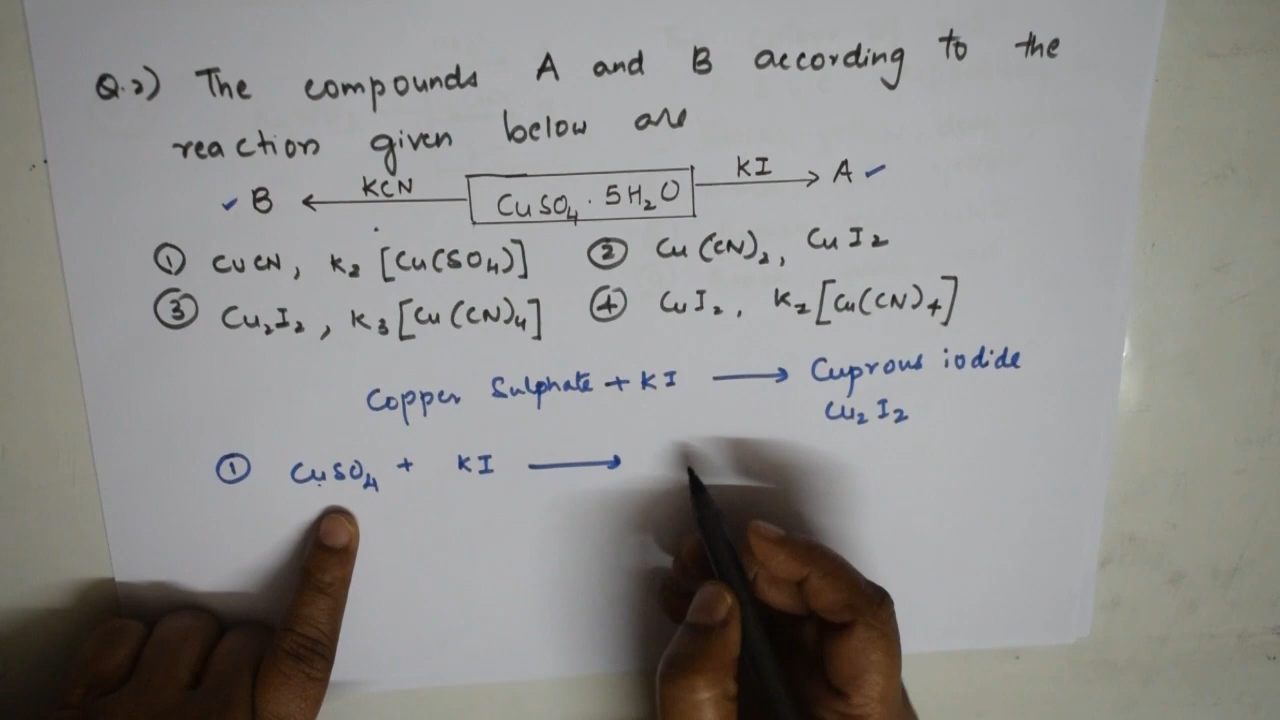 Q.2) The compounds A and B according to the
reaction given below are
B ← KCN CuSO4 . 5H2O KI → A
① CuCN, K2 [Cu(SO4)] ② Cu(CN)2, CuI2
③ Cu2I2, K3[Cu(CN)4] ④ CuI2, K2[Cu(CN)4]
Copper Sulphate + KI → Cuprous iodide
Cu2I2
① CuSO4 + KI →